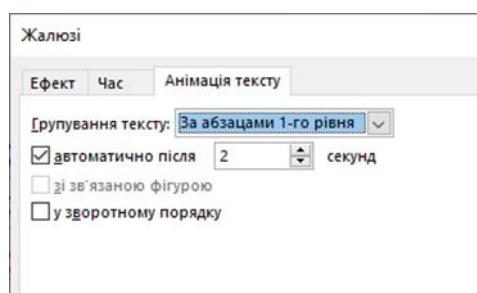 Жалюзі
Ефект Час Анімація тексту
Групування тексту: За абзацами 1-го рівня
автоматично після 2 секунд
зі зв'язаною фігурою
у зворотному порядку